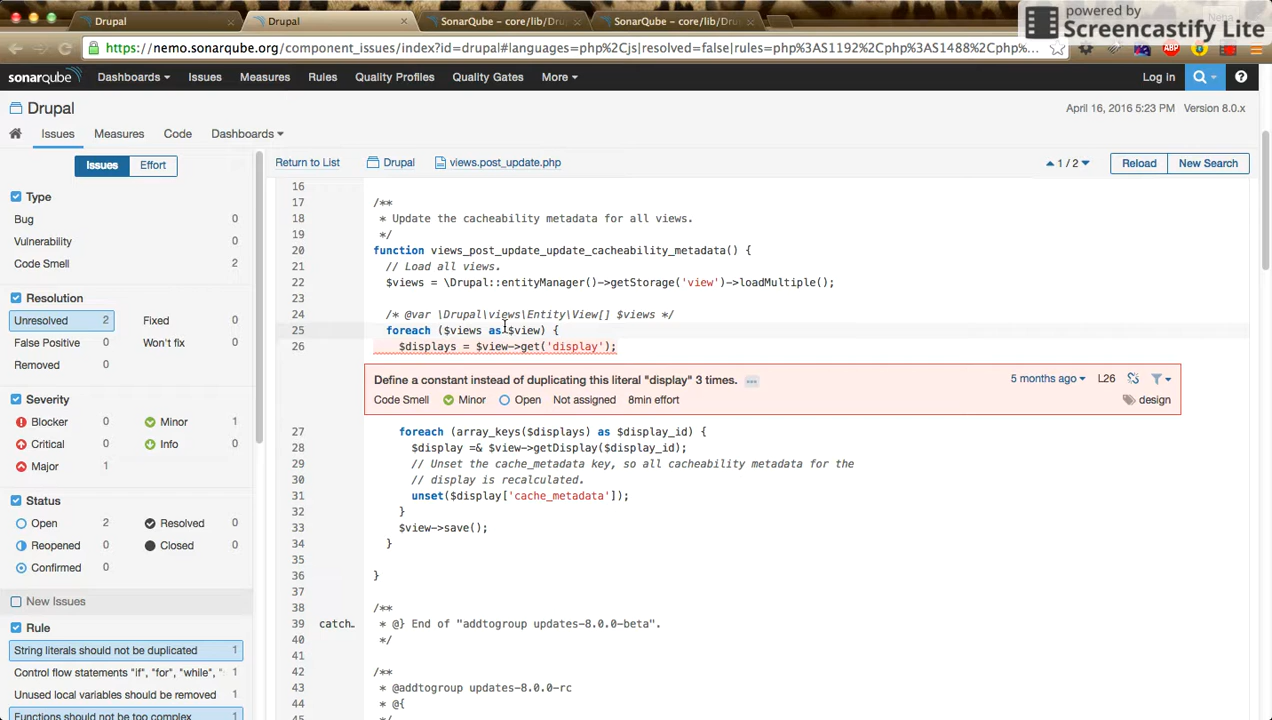 Drupal
Drupal
SonarQube - core/lib/Dru
SonarQube - core/lib/Dru
powered by
Screencastify Lite
https://nemo.sonarqube.org/component_issues/index?id=drupal#languages=php%2Cjs|resolved=false|rules=php%3AS1192%2Cphp%3AS1488%2Cphp%...
sonarqube Dashboards Issues Measures Rules Quality Profiles Quality Gates More Log in
Drupal
April 16, 2016 5:23 PM Version 8.0.x
Issues Measures Code Dashboards
Issues Effort
Return to List Drupal views.post_update.php 1 / 2 Reload New Search
Type
Bug 0
Vulnerability 0
Code Smell 2
Resolution
Unresolved 2 Fixed 0
False Positive 0 Won't fix 0
Removed 0
Severity
Blocker 0 Minor 1
Critical 0 Info 0
Major 1
Status
Open 2 Resolved 0
Reopened 0 Closed 0
Confirmed 0
New Issues
Rule
String literals should not be duplicated 1
Control flow statements "if", "for", "while", 1
Unused local variables should be removed 1
Functions should not be too complex 1
16
17 /**
18 * Update the cacheability metadata for all views.
19 */
20 function views_post_update_update_cacheability_metadata() {
21 // Load all views.
22 $views = \Drupal::entityManager()->getStorage('view')->loadMultiple();
23
24 /* @var \Drupal\views\Entity\View[] $views */
25 foreach ($views as $view) {
26 $displays = $view->get('display');
Define a constant instead of duplicating this literal "display" 3 times. ... 5 months ago L26
Code Smell Minor Open Not assigned 8min effort design
27 foreach (array_keys($displays) as $display_id) {
28 $display =& $view->getDisplay($display_id);
29 // Unset the cache_metadata key, so all cacheability metadata for the
30 // display is recalculated.
31 unset($display['cache_metadata']);
32 }
33 $view->save();
34 }
35
36 }
37
38 /**
39 catch… * @} End of "addtogroup updates-8.0.0-beta".
40 */
41
42 /**
43 * @addtogroup updates-8.0.0-rc
44 * @{